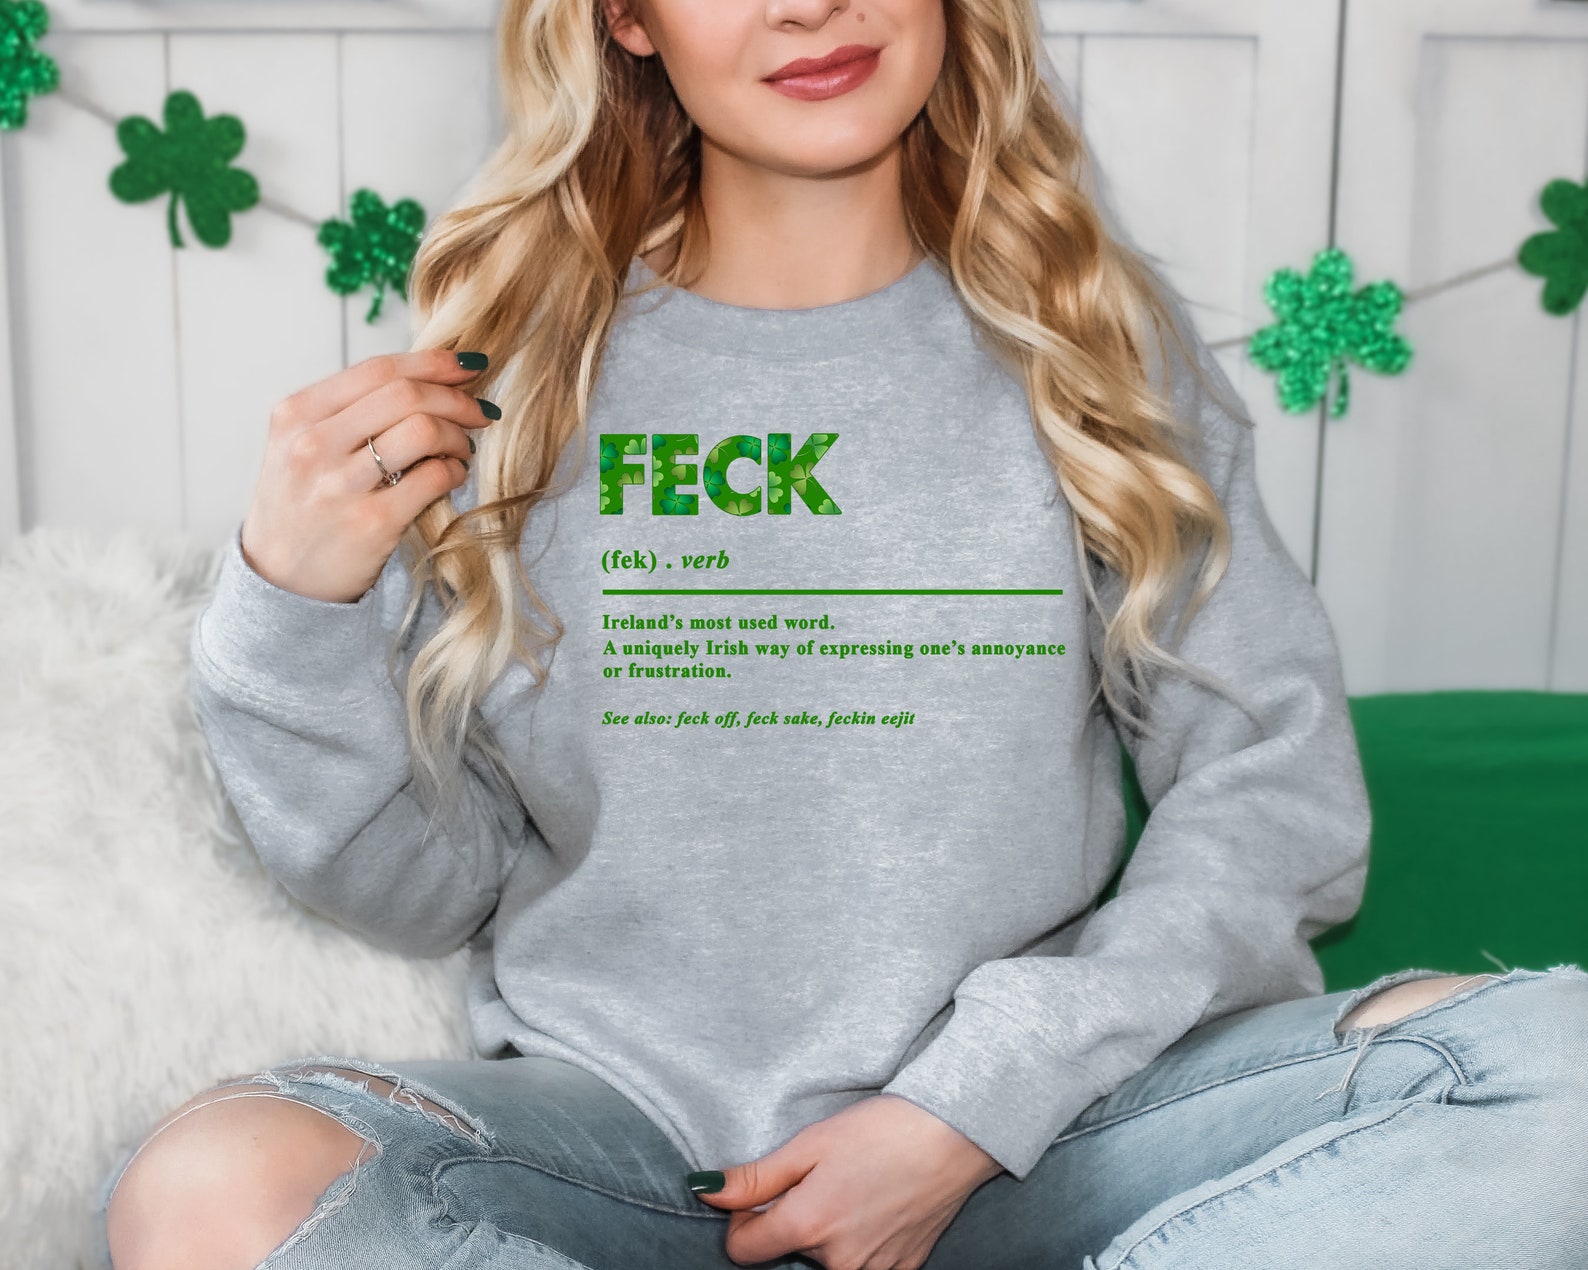 FECK
(fek) . verb
Ireland’s most used word.
A uniquely Irish way of expressing one’s annoyance
or frustration.
See also: feck off, feck sake, feckin eejit